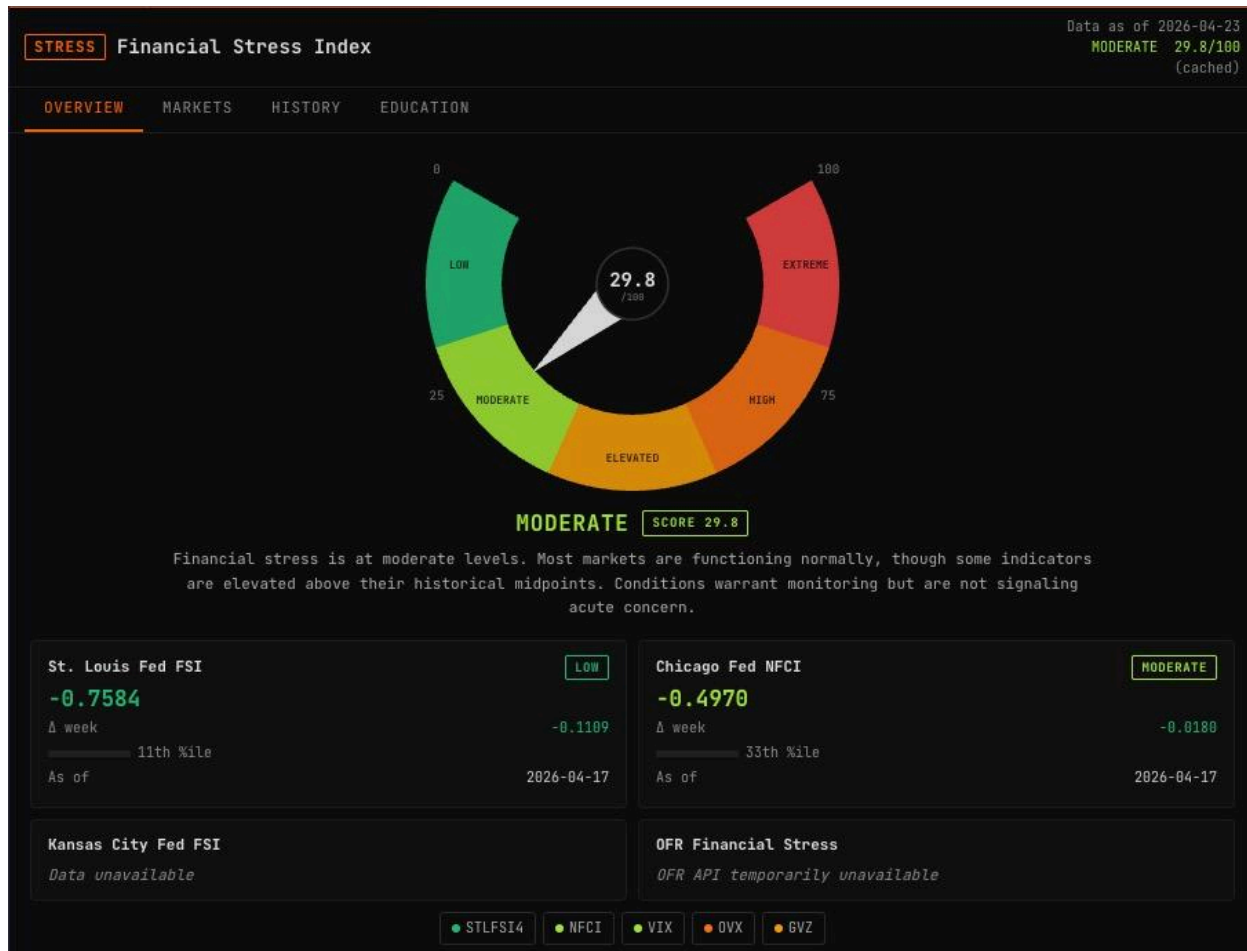 STRESS Financial Stress Index
Data as of 2026-04-23
MODERATE 29.8/100
(cached)
OVERVIEW MARKETS HISTORY EDUCATION
0 100
LOW EXTREME
29.8
/100
25 MODERATE HIGH 75
ELEVATED
MODERATE SCORE 29.8
Financial stress is at moderate levels. Most markets are functioning normally, though some indicators
are elevated above their historical midpoints. Conditions warrant monitoring but are not signaling
acute concern.
St. Louis Fed FSI LOW
-0.7584
Δ week -0.1109
11th %ile
As of 2026-04-17
Chicago Fed NFCI MODERATE
-0.4970
Δ week -0.0180
33th %ile
As of 2026-04-17
Kansas City Fed FSI
Data unavailable
OFR Financial Stress
OFR API temporarily unavailable
STLFSI4 NFCI VIX OVX GVZ